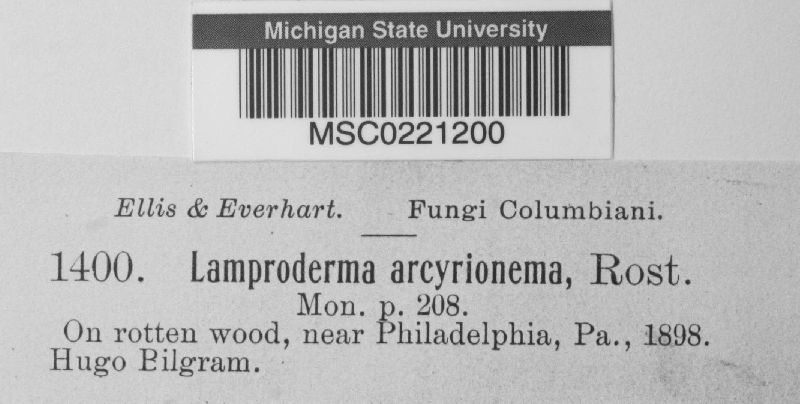 Michigan State University
MSC0221200
Ellis & Everhart. Fungi Columbiani.
1400. Lamproderma arcyrionema, Rost.
Mon. p. 208.
On rotten wood, near Philadelphia, Pa., 1898.
Hugo Bilgram.